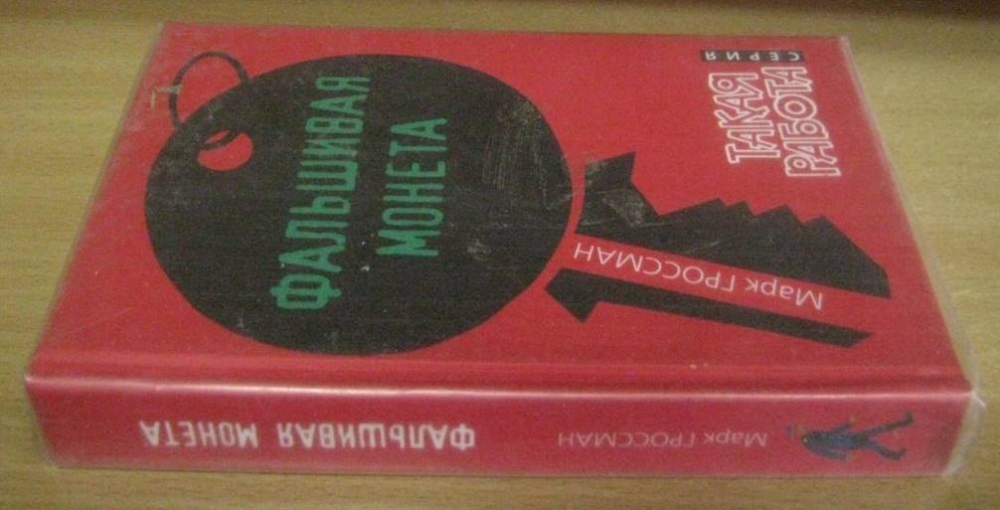 СЕРИЯ
ТАКАЯ
РАБОТА
Марк ГРОССМАН
ФАЛЬШИВАЯ
МОНЕТА
Марк ГРОССМАН
ФАЛЬШИВАЯ МОНЕТА